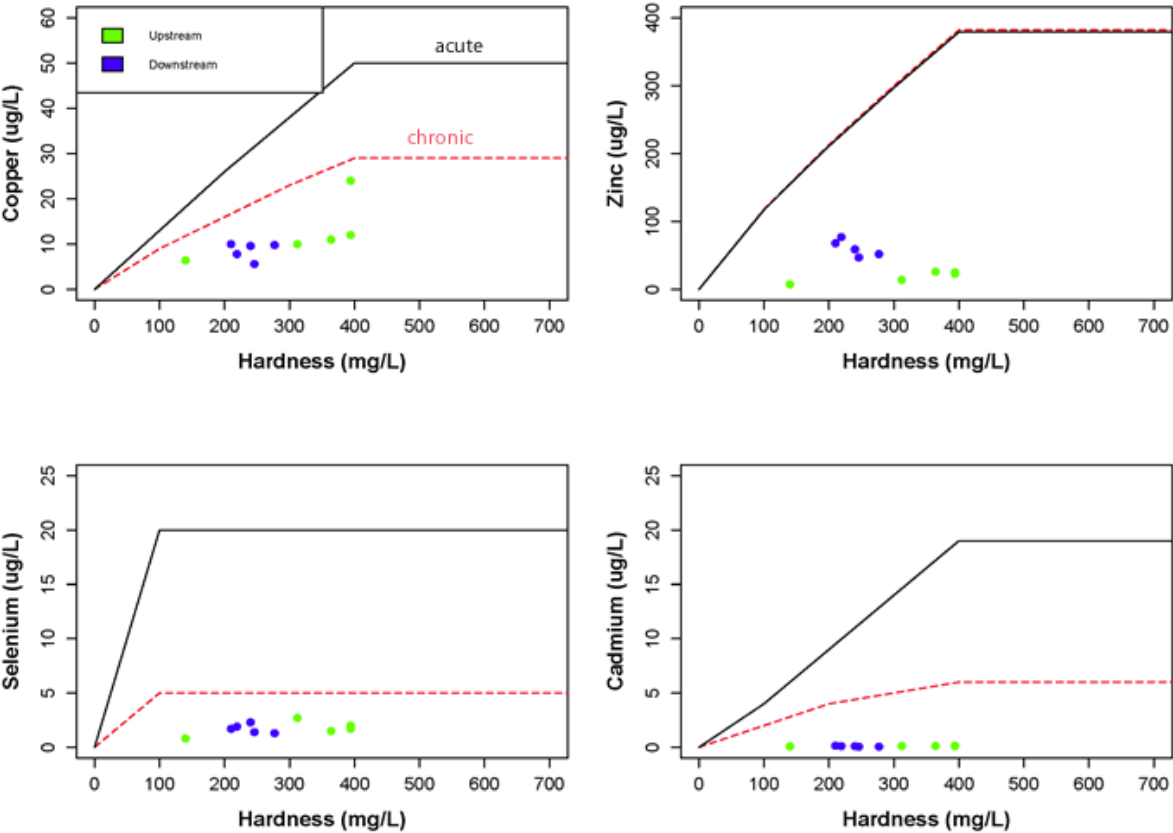 Copper (ug/L)
60
50
40
30
20
10
0
Upstream
Downstream
acute
chronic
0 100 200 300 400 500 600 700
Hardness (mg/L)
Zinc (ug/L)
400
300
200
100
0
0 100 200 300 400 500 600 700
Hardness (mg/L)
Selenium (ug/L)
25
20
15
10
5
0
0 100 200 300 400 500 600 700
Hardness (mg/L)
Cadmium (ug/L)
25
20
15
10
5
0
0 100 200 300 400 500 600 700
Hardness (mg/L)